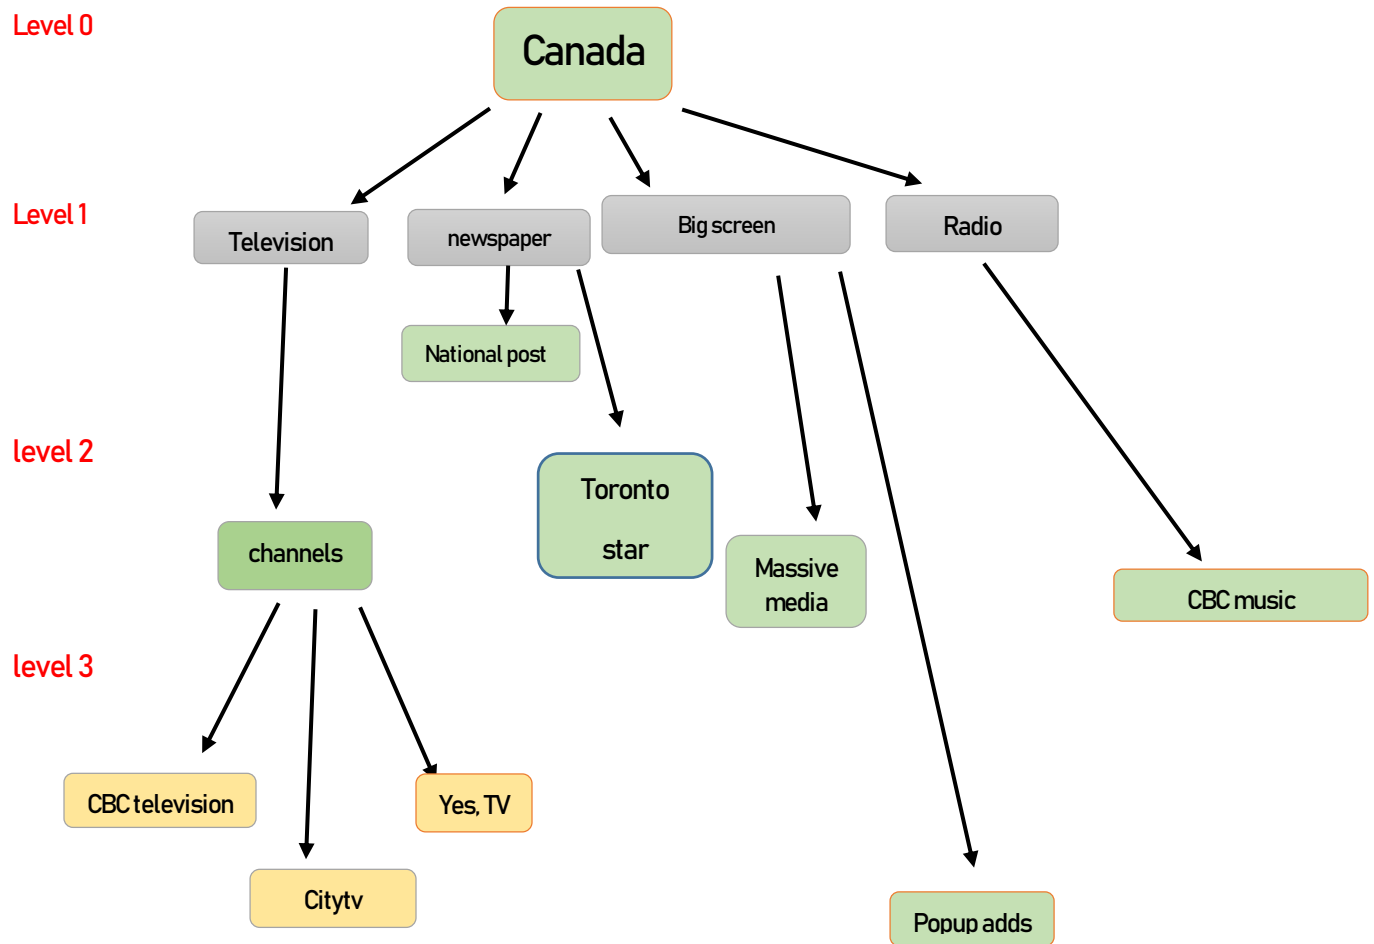 Level 0
Canada
Level 1
Television
newspaper
Big screen
Radio
National post
level 2
Toronto
star
channels
Massive
media
CBC music
level 3
CBC television
Yes, TV
Citytv
Popup adds